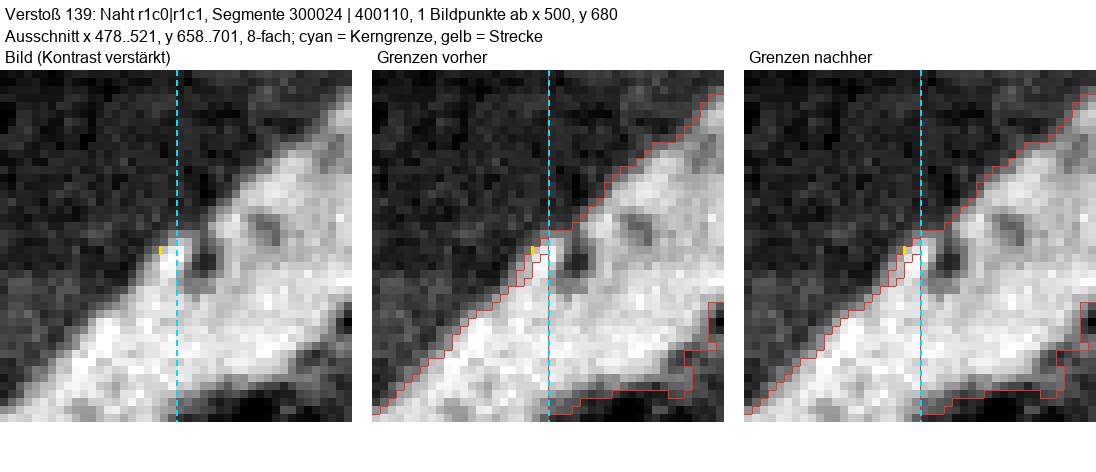 Verstoß 139: Naht r1c0|r1c1, Segmente 300024 | 400110, 1 Bildpunkte ab x 500, y 680
Ausschnitt x 478..521, y 658..701, 8-fach; cyan = Kerngrenze, gelb = Strecke
Bild (Kontrast verstärkt)
Grenzen vorher
Grenzen nachher